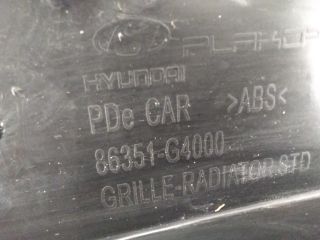 PLAKOR
HYUNDAI
PDe CAR >ABS<
86351-G4000
GRILLE-RADIATOR,STD